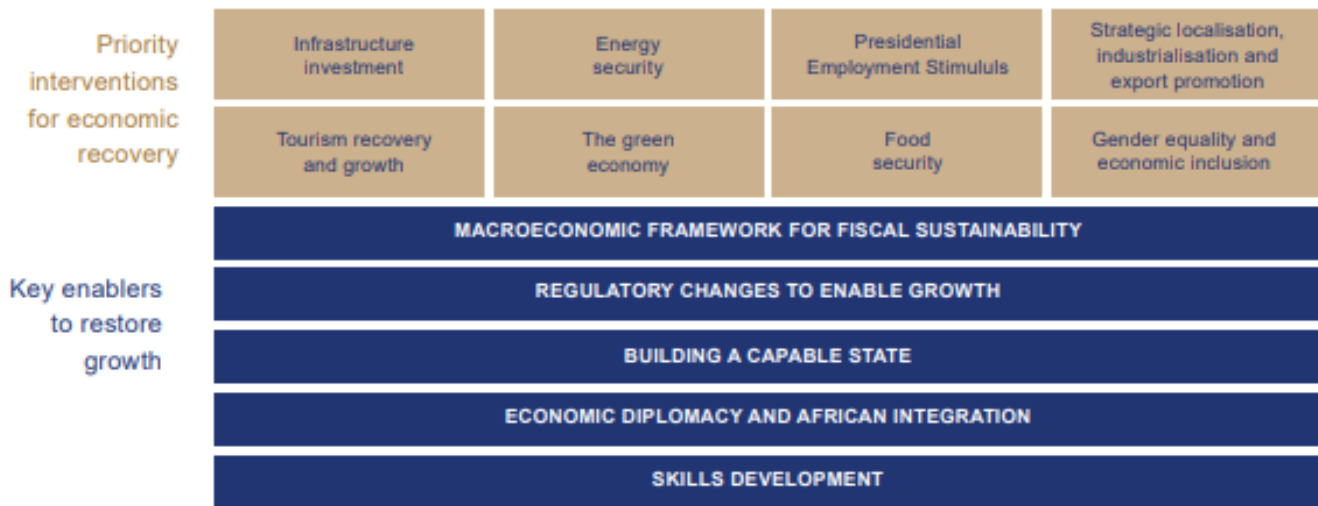 Priority
interventions
for economic
recovery
Infrastructure
investment
Energy
security
Presidential
Employment Stimululs
Strategic localisation,
industrialisation and
export promotion
Tourism recovery
and growth
The green
economy
Food
security
Gender equality and
economic inclusion
Key enablers
to restore
growth
MACROECONOMIC FRAMEWORK FOR FISCAL SUSTAINABILITY
REGULATORY CHANGES TO ENABLE GROWTH
BUILDING A CAPABLE STATE
ECONOMIC DIPLOMACY AND AFRICAN INTEGRATION
SKILLS DEVELOPMENT